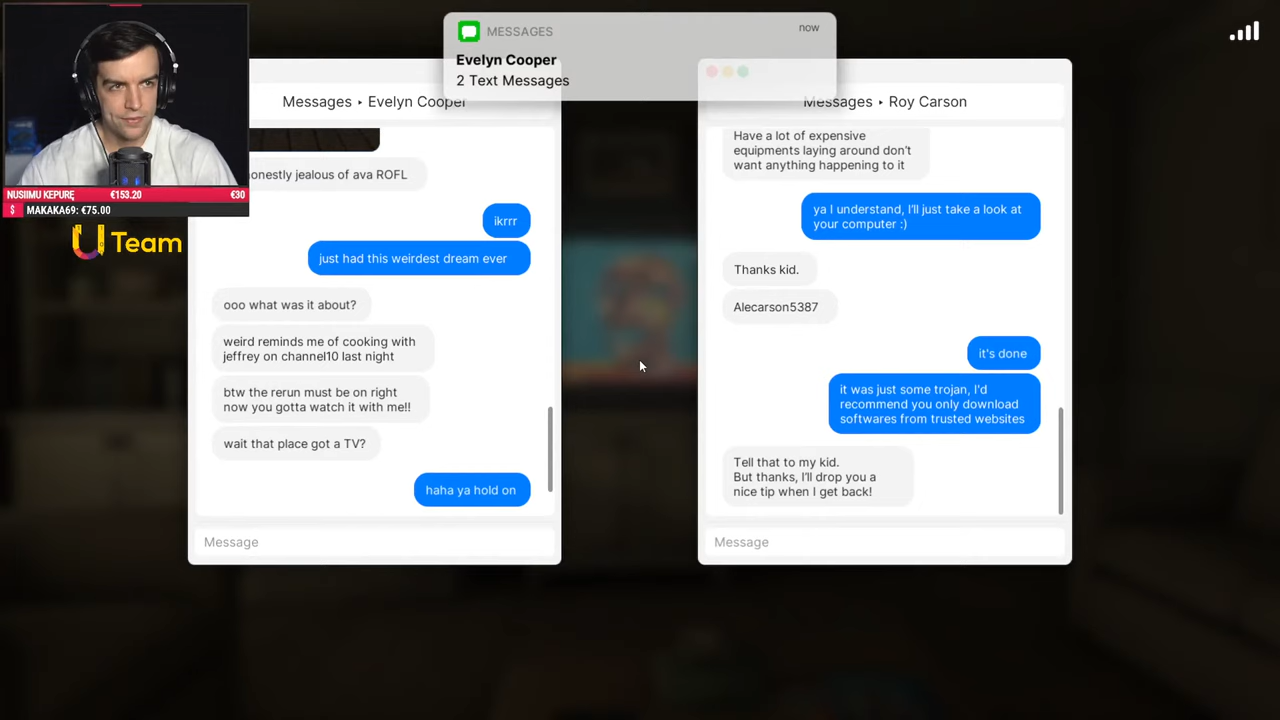 MESSAGES
now
Evelyn Cooper
2 Text Messages
Messages ▸ Evelyn Cooper
honestly jealous of ava ROFL
ikrrr
just had this weirdest dream ever
ooo what was it about?
weird reminds me of cooking with
jeffrey on channel10 last night
btw the rerun must be on right
now you gotta watch it with me!!
wait that place got a TV?
haha ya hold on
Message
Messages ▸ Roy Carson
Have a lot of expensive
equipments laying around don't
want anything happening to it
ya I understand, I'll just take a look at
your computer :)
Thanks kid.
Alecarson5387
it's done
it was just some trojan, I'd
recommend you only download
softwares from trusted websites
Tell that to my kid.
But thanks, I'll drop you a
nice tip when I get back!
Message
NUSIIMU KEPURĘ €153.20 €30
$ MAKAKA69: €75.00
U Team